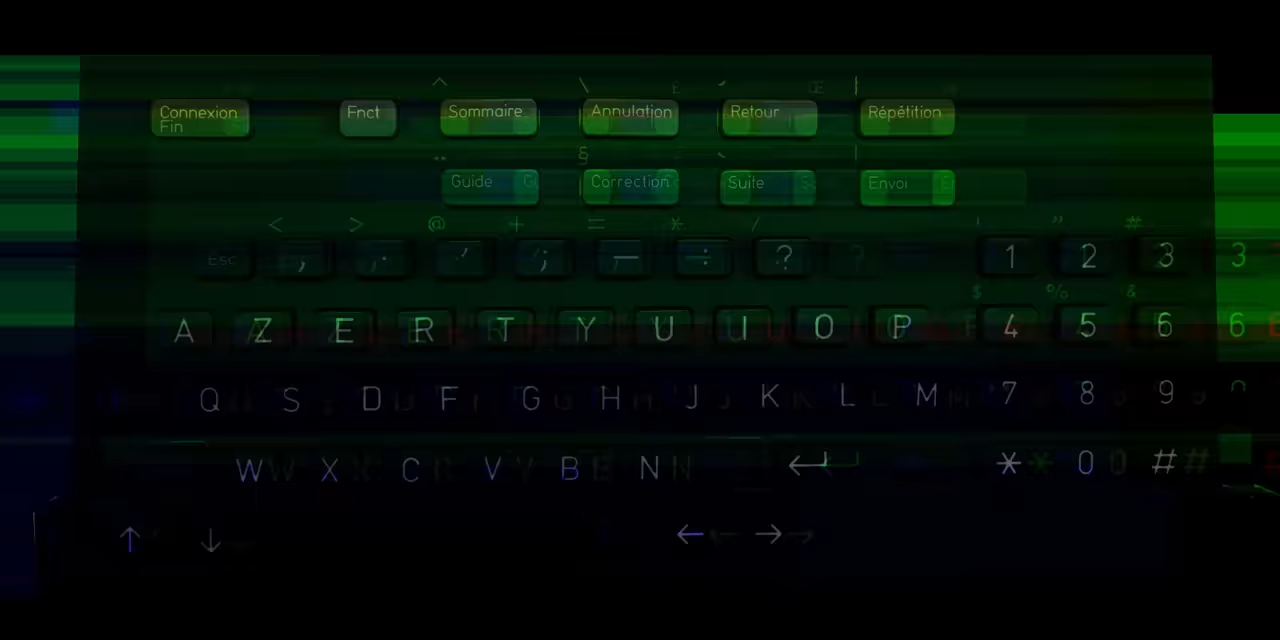 ^ \ £ ´ Œ |
Connexion Fin Fnct Sommaire Annulation Retour Répétition
¨ § ` |
Guide Correction Suite Envoi
< > @ + = * / ! ” #
Esc , . ' ; — ÷ ? 1 2 3
$ % &
A Z E R T Y U I O P 4 5 6
Q S D F G H J K L M 7 8 9
W X C V B N ↵ * 0 #
↑ ↓ ← →